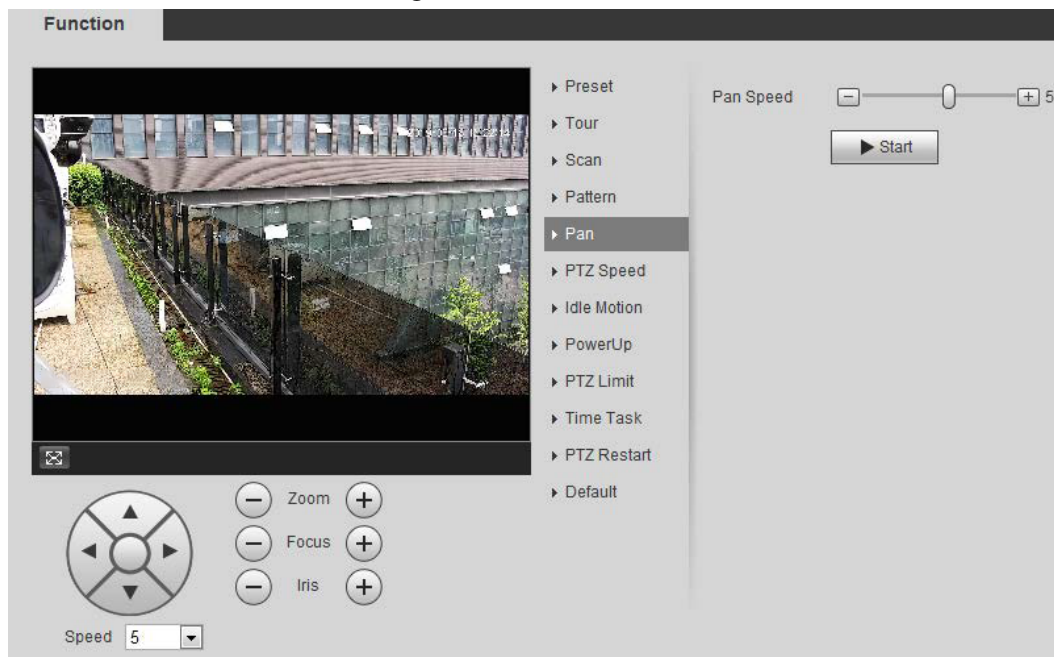 Function
Preset
Tour
Scan
Pattern
Pan
PTZ Speed
Idle Motion
PowerUp
PTZ Limit
Time Task
PTZ Restart
Default
Pan Speed 5
Start
Zoom
Focus
Iris
Speed 5